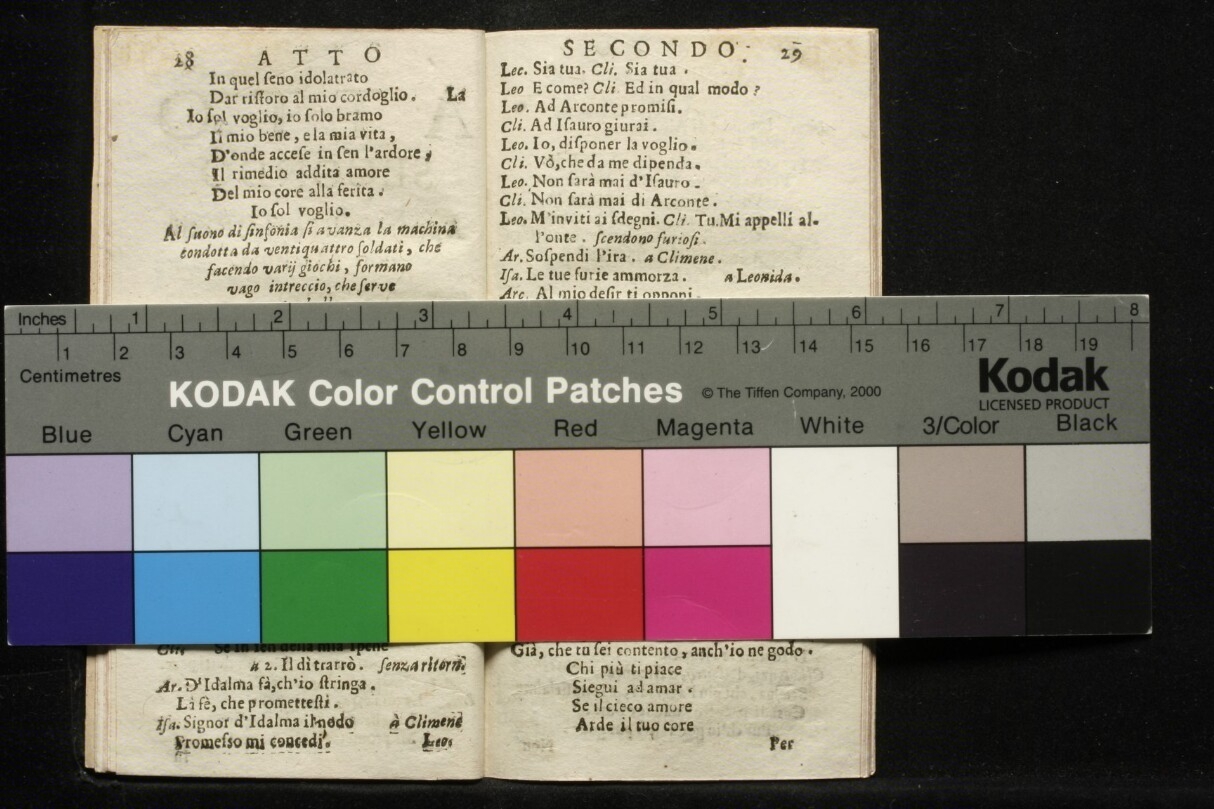 28 ATTO
In quel ſeno idolatrato
Dar riſtoro al mio cordoglio. La
Io ſol voglio, io ſolo bramo
Il mio bene, e la mia vita,
D'onde acceſe in ſen l'ardore,
Il rimedio addita amore
Del mio core alla ferita.
Io ſol voglio.
Al ſuono di ſinfonia ſi avanza la machina
condotta da ventiquattro ſoldati, che
facendo varij giochi, formano
vago intreccio, che ſerve
SECONDO. 29
Lec. Sia tua. Cli. Sia tua.
Leo E come? Cli. Ed in qual modo?
Leo. Ad Arconte promiſi.
Cli. Ad Iſauro giurai.
Leo. Io, diſponer la voglio.
Cli. Vò, che da me dipenda.
Leo. Non ſarà mai d'Iſauro.
Cli. Non ſarà mai di Arconte.
Leo. M'inviti ai ſdegni. Cli. Tu. Mi appelli al-
l'onte. ſcendono furioſi.
Ar. Soſpendi l'ira. a Climene.
Iſa. Le tue furie ammorza. a Leonida.
Arc. Al mio deſir ti opponi.
Inches 1 2 3 4 5 6 7 8
1 2 3 4 5 6 7 8 9 10 11 12 13 14 15 16 17 18 19
Centimetres
KODAK Color Control Patches © The Tiffen Company, 2000
Kodak
LICENSED PRODUCT
Blue Cyan Green Yellow Red Magenta White 3/Color Black
Cli. Se in ſen della mia ſpene
a 2. Il dì trarrò. ſenza ritorn.
Ar. D'Idalma fà, ch'io ſtringa.
La fè, che prometteſti.
Iſa. Signor d'Idalma il nodo à Climene
Promeſſo mi concedi. Leo.
Già, che tu ſei contento, anch'io ne godo.
Chi più ti piace
Siegui ad amar.
Se il cieco amore
Arde il tuo core
Per